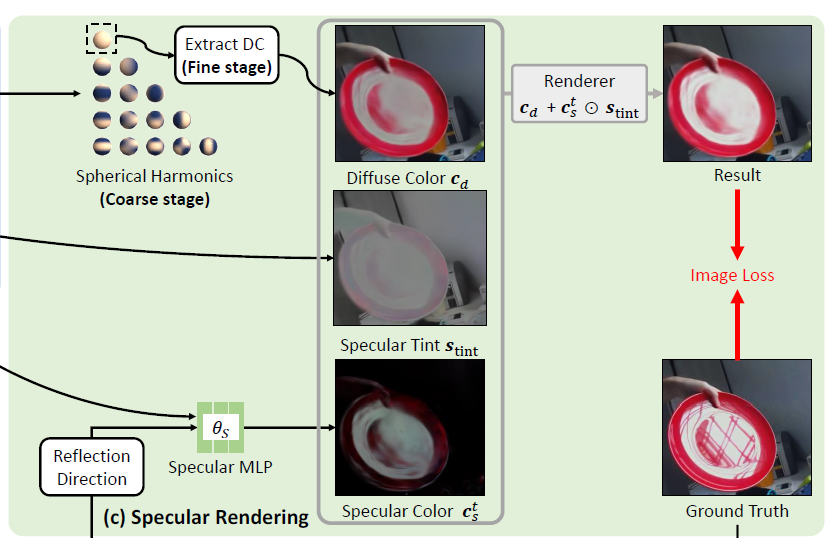 Extract DC
(Fine stage)
Spherical Harmonics
(Coarse stage)
Diffuse Color c_d
Renderer
c_d + c_s^t ⊙ s_tint
Result
Specular Tint s_tint
Image Loss
θ_S
Specular MLP
Reflection
Direction
(c) Specular Rendering
Specular Color c_s^t
Ground Truth